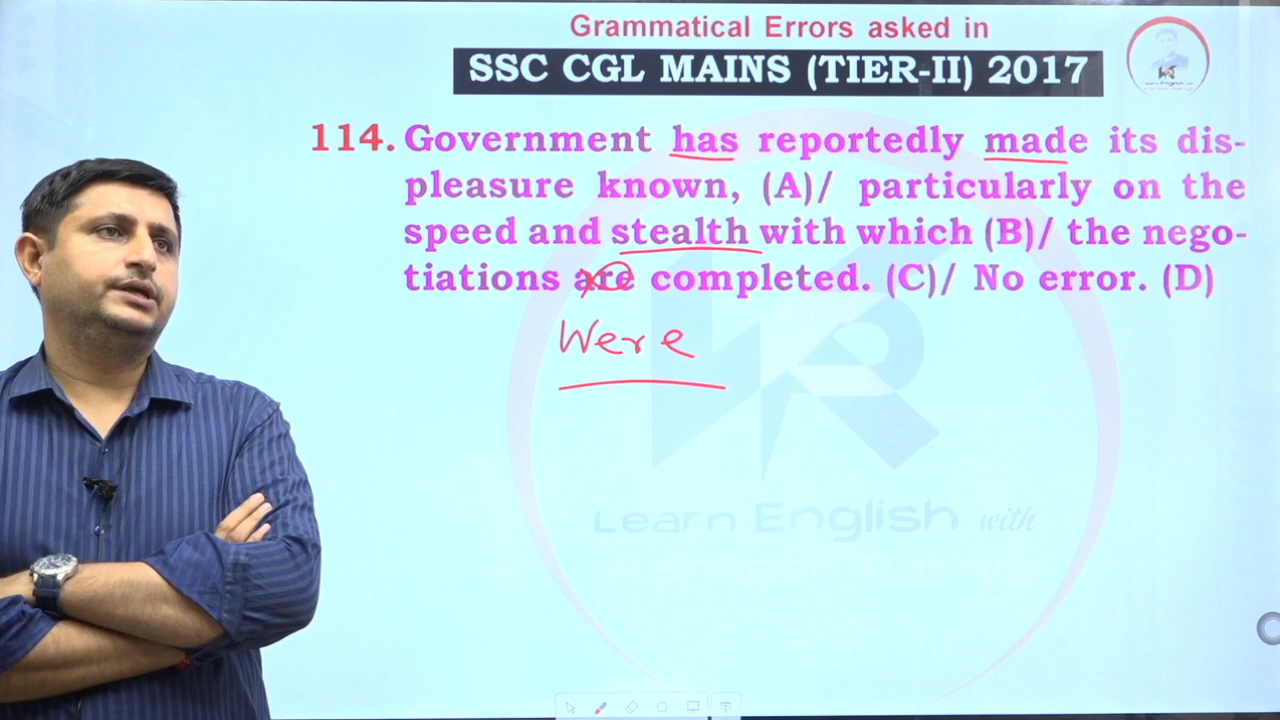 Grammatical Errors asked in
SSC CGL MAINS (TIER-II) 2017
114. Government has reportedly made its dis-
pleasure known, (A)/ particularly on the
speed and stealth with which (B)/ the nego-
tiations are completed. (C)/ No error. (D)
Were
Learn English with